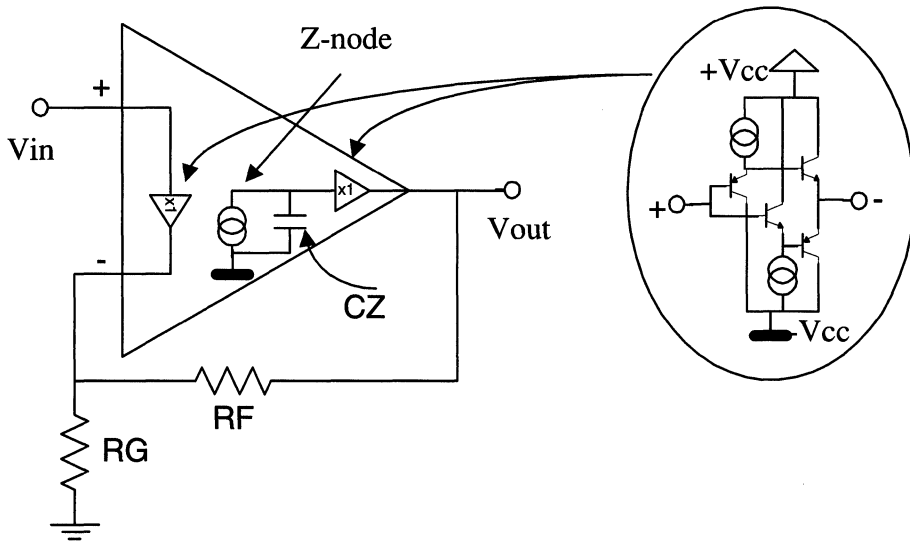 Z-node
+Vcc
+
Vin
x1
x1
+
-
Vout
-
CZ
-Vcc
RF
RG